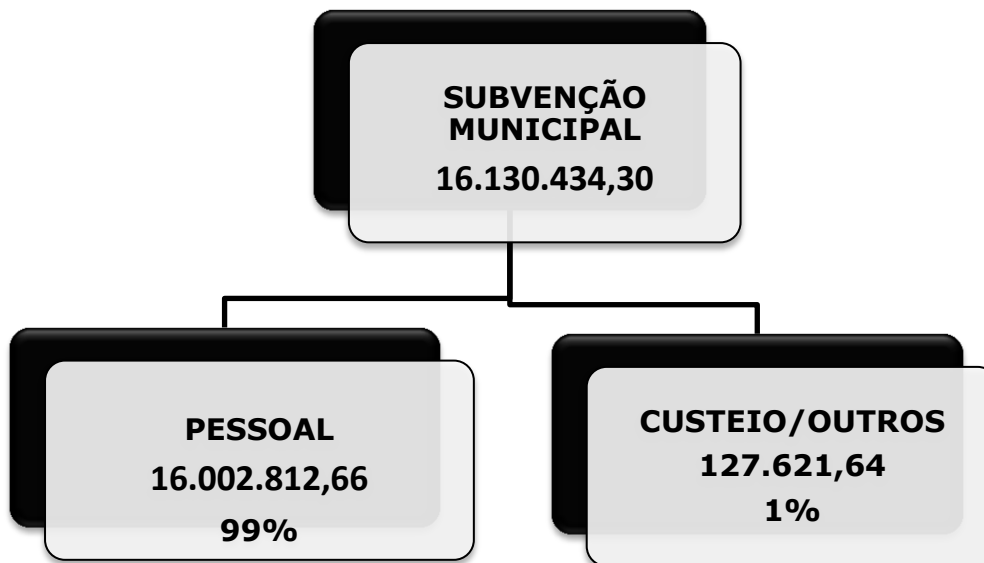 SUBVENÇÃO
MUNICIPAL
16.130.434,30
PESSOAL
16.002.812,66
99%
CUSTEIO/OUTROS
127.621,64
1%